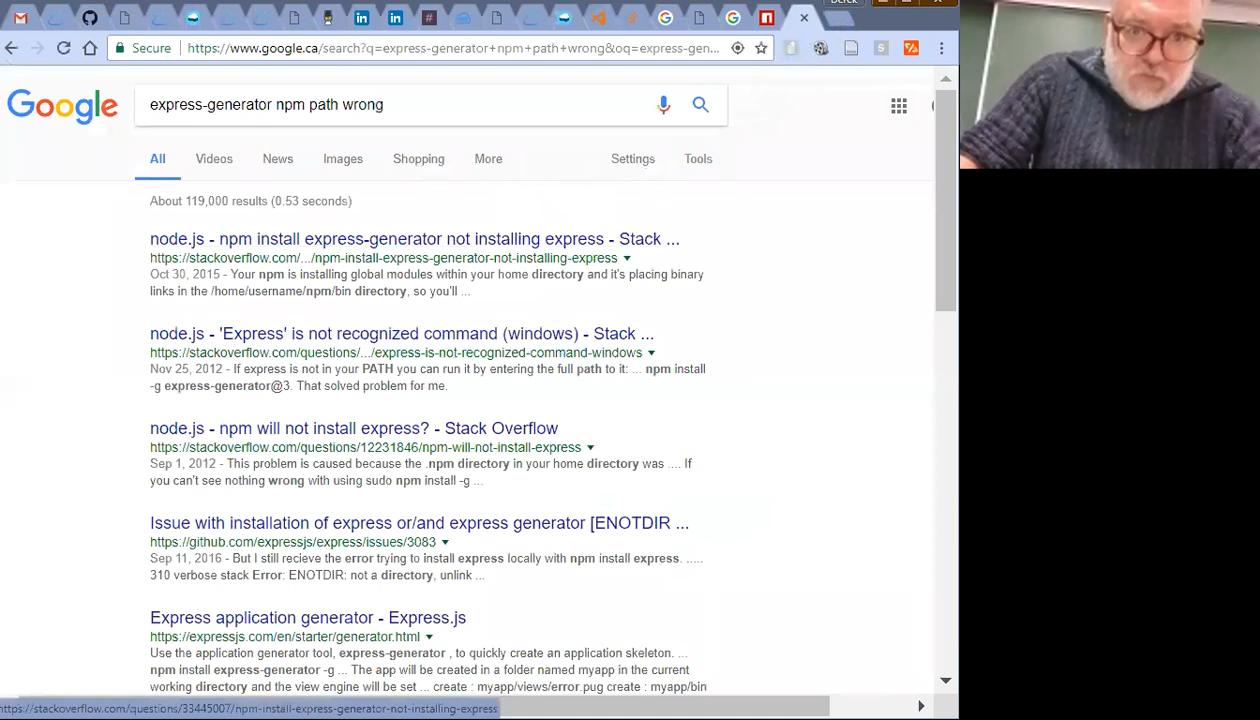 Secure https://www.google.ca/search?q=express-generator+npm+path+wrong&oq=express-gen...
Google
express-generator npm path wrong
All Videos News Images Shopping More Settings Tools
About 119,000 results (0.53 seconds)
node.js - npm install express-generator not installing express - Stack ...
https://stackoverflow.com/.../npm-install-express-generator-not-installing-express
Oct 30, 2015 - Your npm is installing global modules within your home directory and it's placing binary
links in the /home/username/npm/bin directory, so you'll ...
node.js - 'Express' is not recognized command (windows) - Stack ...
https://stackoverflow.com/questions/.../express-is-not-recognized-command-windows
Nov 25, 2012 - If express is not in your PATH you can run it by entering the full path to it: ... npm install
-g express-generator@3. That solved problem for me.
node.js - npm will not install express? - Stack Overflow
https://stackoverflow.com/questions/12231846/npm-will-not-install-express
Sep 1, 2012 - This problem is caused because the .npm directory in your home directory was .... If
you can't see nothing wrong with using sudo npm install -g ...
Issue with installation of express or/and express generator [ENOTDIR ...
https://github.com/expressjs/express/issues/3083
Sep 11, 2016 - But I still recieve the error trying to install express locally with npm install express. .....
310 verbose stack Error: ENOTDIR: not a directory, unlink ...
Express application generator - Express.js
https://expressjs.com/en/starter/generator.html
Use the application generator tool, express-generator , to quickly create an application skeleton. ...
npm install express-generator -g ... The app will be created in a folder named myapp in the current
working directory and the view engine will be set ... create : myapp/views/error.pug create : myapp/bin
https://stackoverflow.com/questions/33445007/npm-install-express-generator-not-installing-express